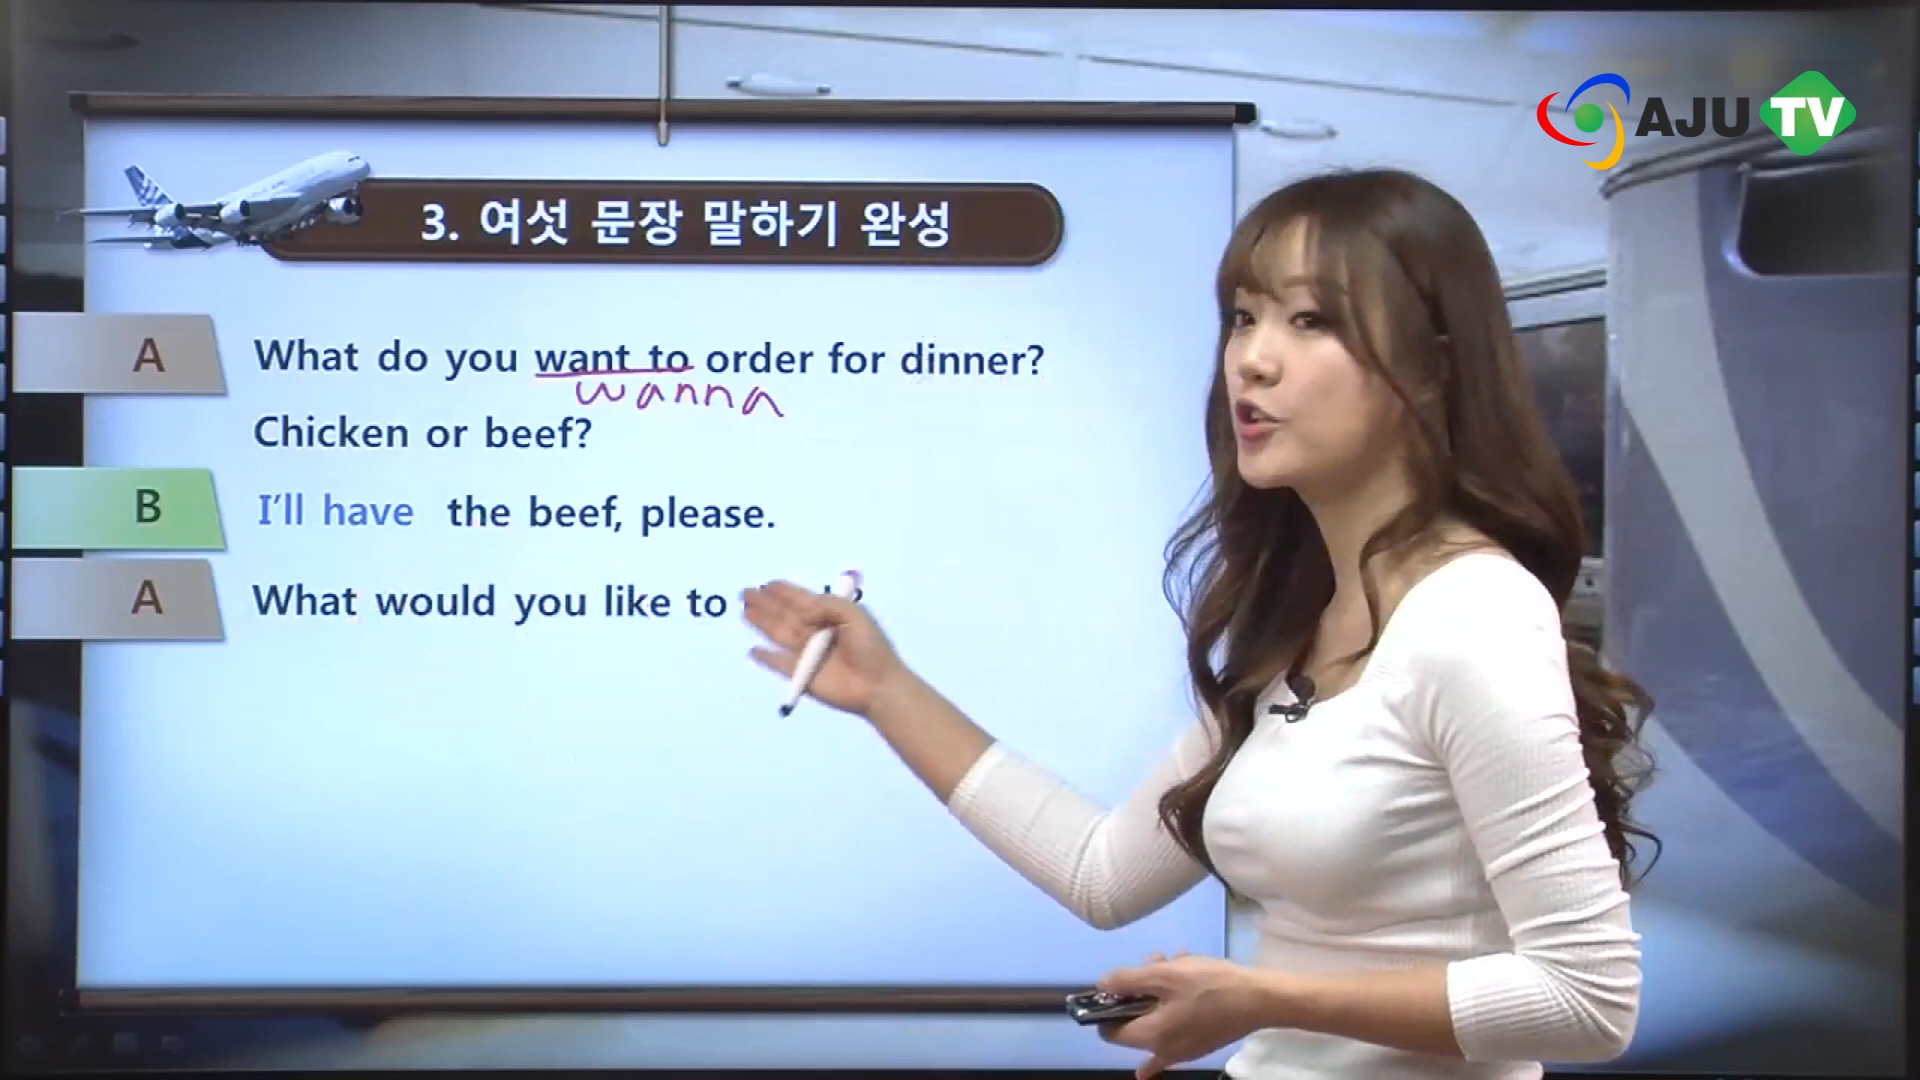 AJU TV
3. 여섯 문장 말하기 완성
A What do you want to order for dinner?
wanna
Chicken or beef?
B I'll have the beef, please.
A What would you like to